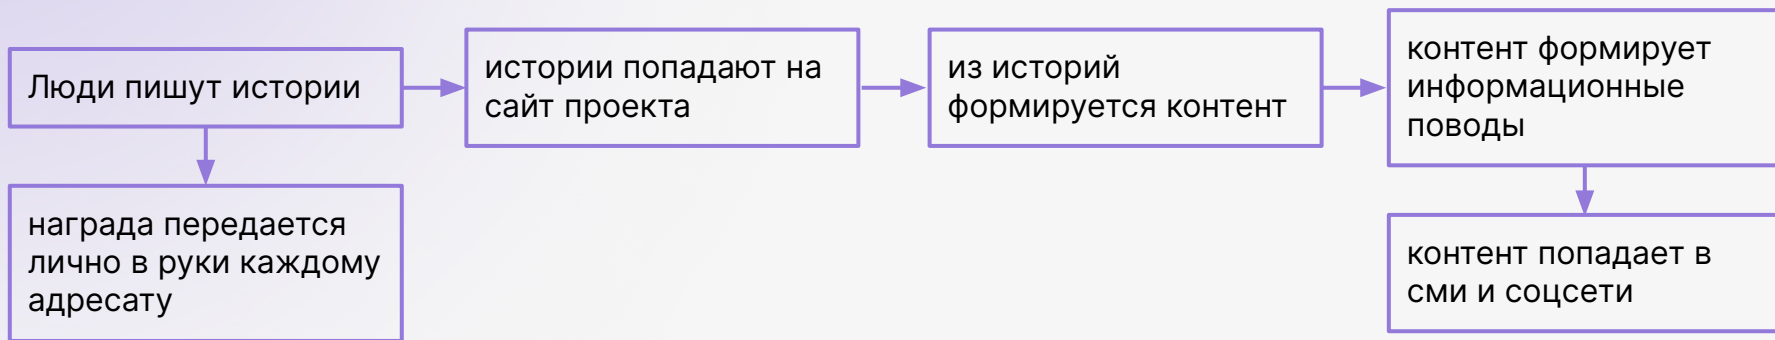 Люди пишут истории
истории попадают на
сайт проекта
из историй
формируется контент
контент формирует
информационные
поводы
награда передается
лично в руки каждому
адресату
контент попадает в
сми и соцсети